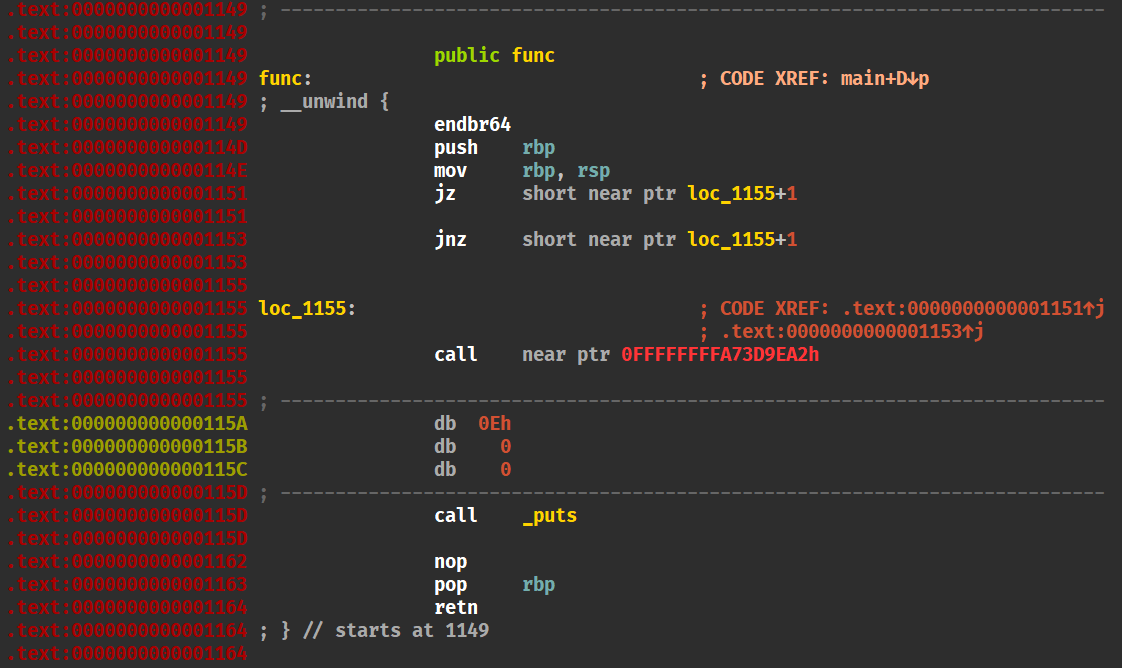 .text:0000000000001149 ; ---------------------------------------------------------------------------
.text:0000000000001149
.text:0000000000001149                 public func
.text:0000000000001149 func:                                   ; CODE XREF: main+D↓p
.text:0000000000001149 ; __unwind {
.text:0000000000001149                 endbr64
.text:000000000000114D                 push    rbp
.text:000000000000114E                 mov     rbp, rsp
.text:0000000000001151                 jz      short near ptr loc_1155+1
.text:0000000000001151
.text:0000000000001153                 jnz     short near ptr loc_1155+1
.text:0000000000001153
.text:0000000000001155
.text:0000000000001155 loc_1155:                               ; CODE XREF: .text:0000000000001151↑j
.text:0000000000001155                                         ; .text:0000000000001153↑j
.text:0000000000001155                 call    near ptr 0FFFFFFFFA73D9EA2h
.text:0000000000001155
.text:0000000000001155 ; ---------------------------------------------------------------------------
.text:000000000000115A                 db  0Eh
.text:000000000000115B                 db    0
.text:000000000000115C                 db    0
.text:000000000000115D ; ---------------------------------------------------------------------------
.text:000000000000115D                 call    _puts
.text:000000000000115D
.text:0000000000001162                 nop
.text:0000000000001163                 pop     rbp
.text:0000000000001164                 retn
.text:0000000000001164 ; } // starts at 1149
.text:0000000000001164